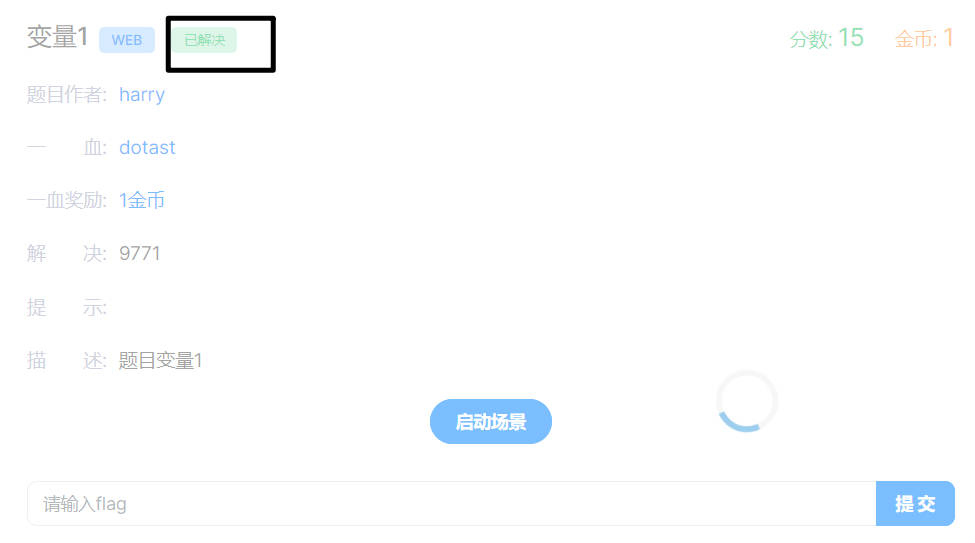 变量1 WEB 已解决 分数: 15 金币: 1
题目作者: harry
一 血: dotast
一血奖励: 1金币
解 决: 9771
提 示:
描 述: 题目变量1
启动场景
请输入flag 提 交